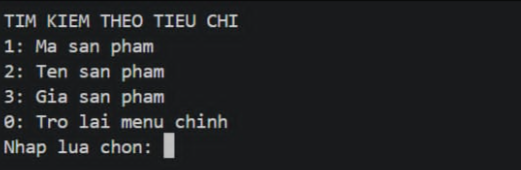 TIM KIEM THEO TIEU CHI
1: Ma san pham
2: Ten san pham
3: Gia san pham
0: Tro lai menu chinh
Nhap lua chon: